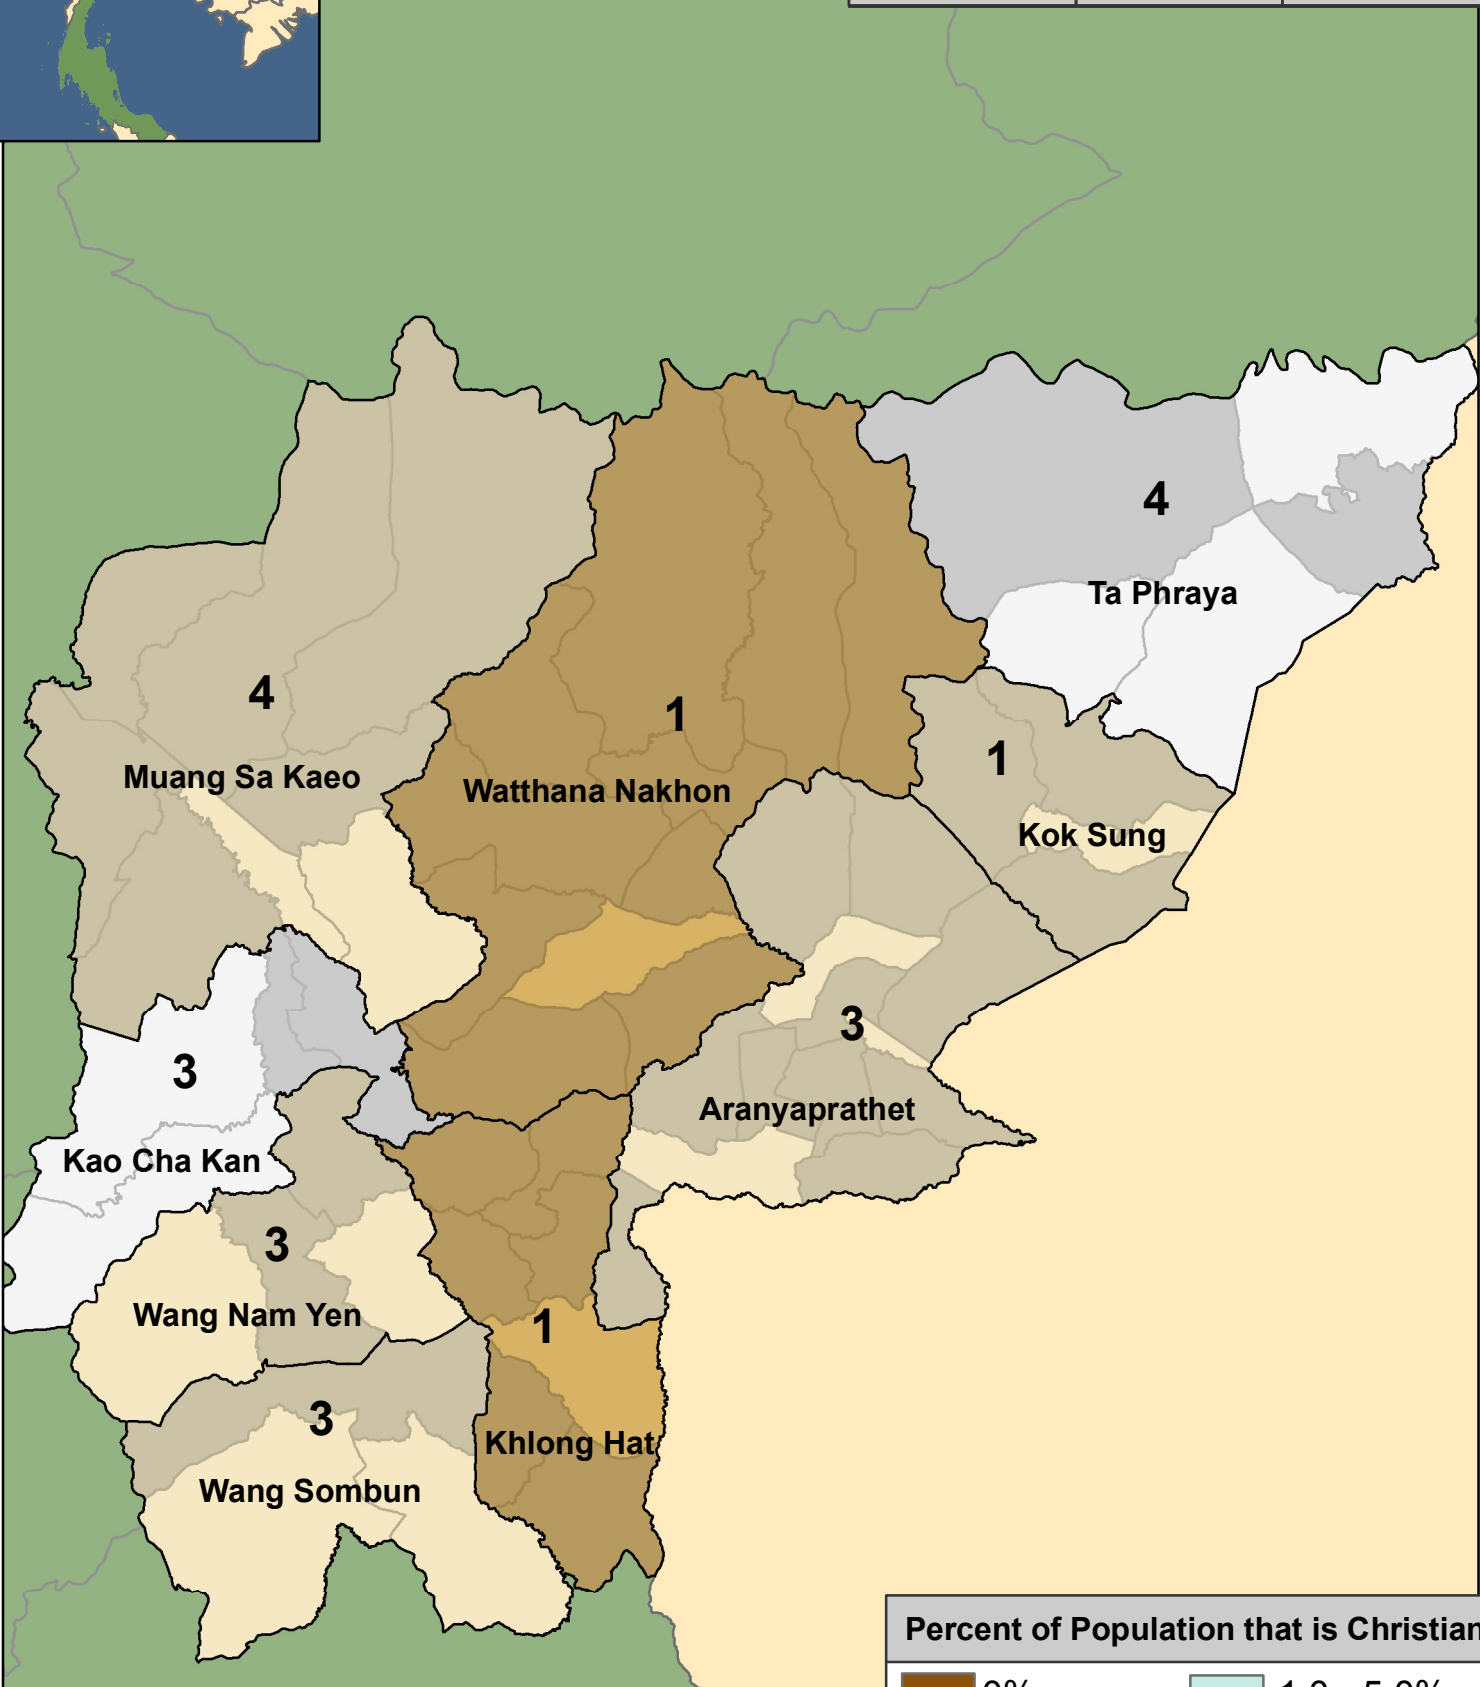 4
Ta Phraya
4
1
Muang Sa Kaeo
Watthana Nakhon
1
Kok Sung
3
3
Aranyaprathet
Kao Cha Kan
3
Wang Nam Yen
1
3
Khlong Hat
Wang Sombun
Percent of Population that is Christian